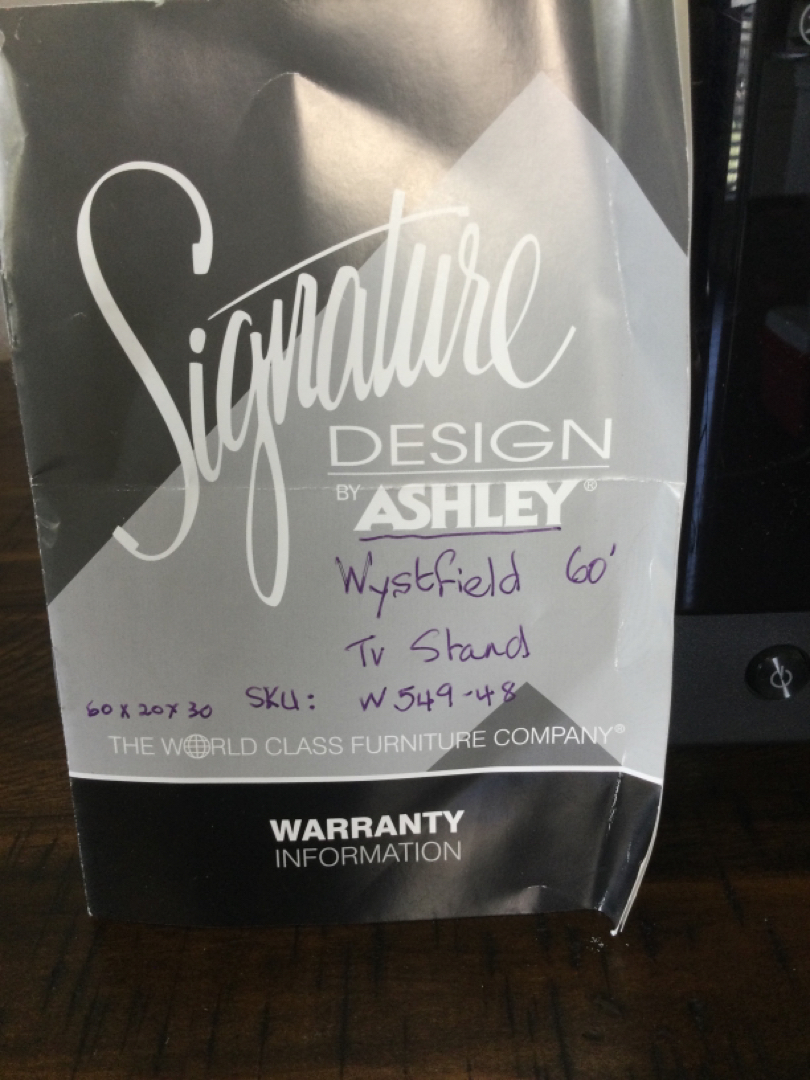 Signature
DESIGN
BY ASHLEY®
Wystfield 60'
Tv Stand
60 x 20 x 30 SKU: W549-48
THE WORLD CLASS FURNITURE COMPANY®
WARRANTY
INFORMATION